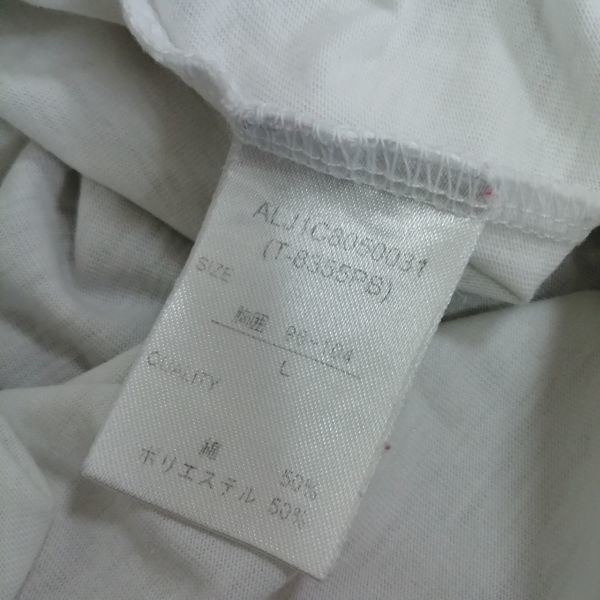 ALJ1C8050031
(T-8355PB)
SIZE
胸囲 96-104
L
QUALITY
綿 50%
ポリエステル 50%